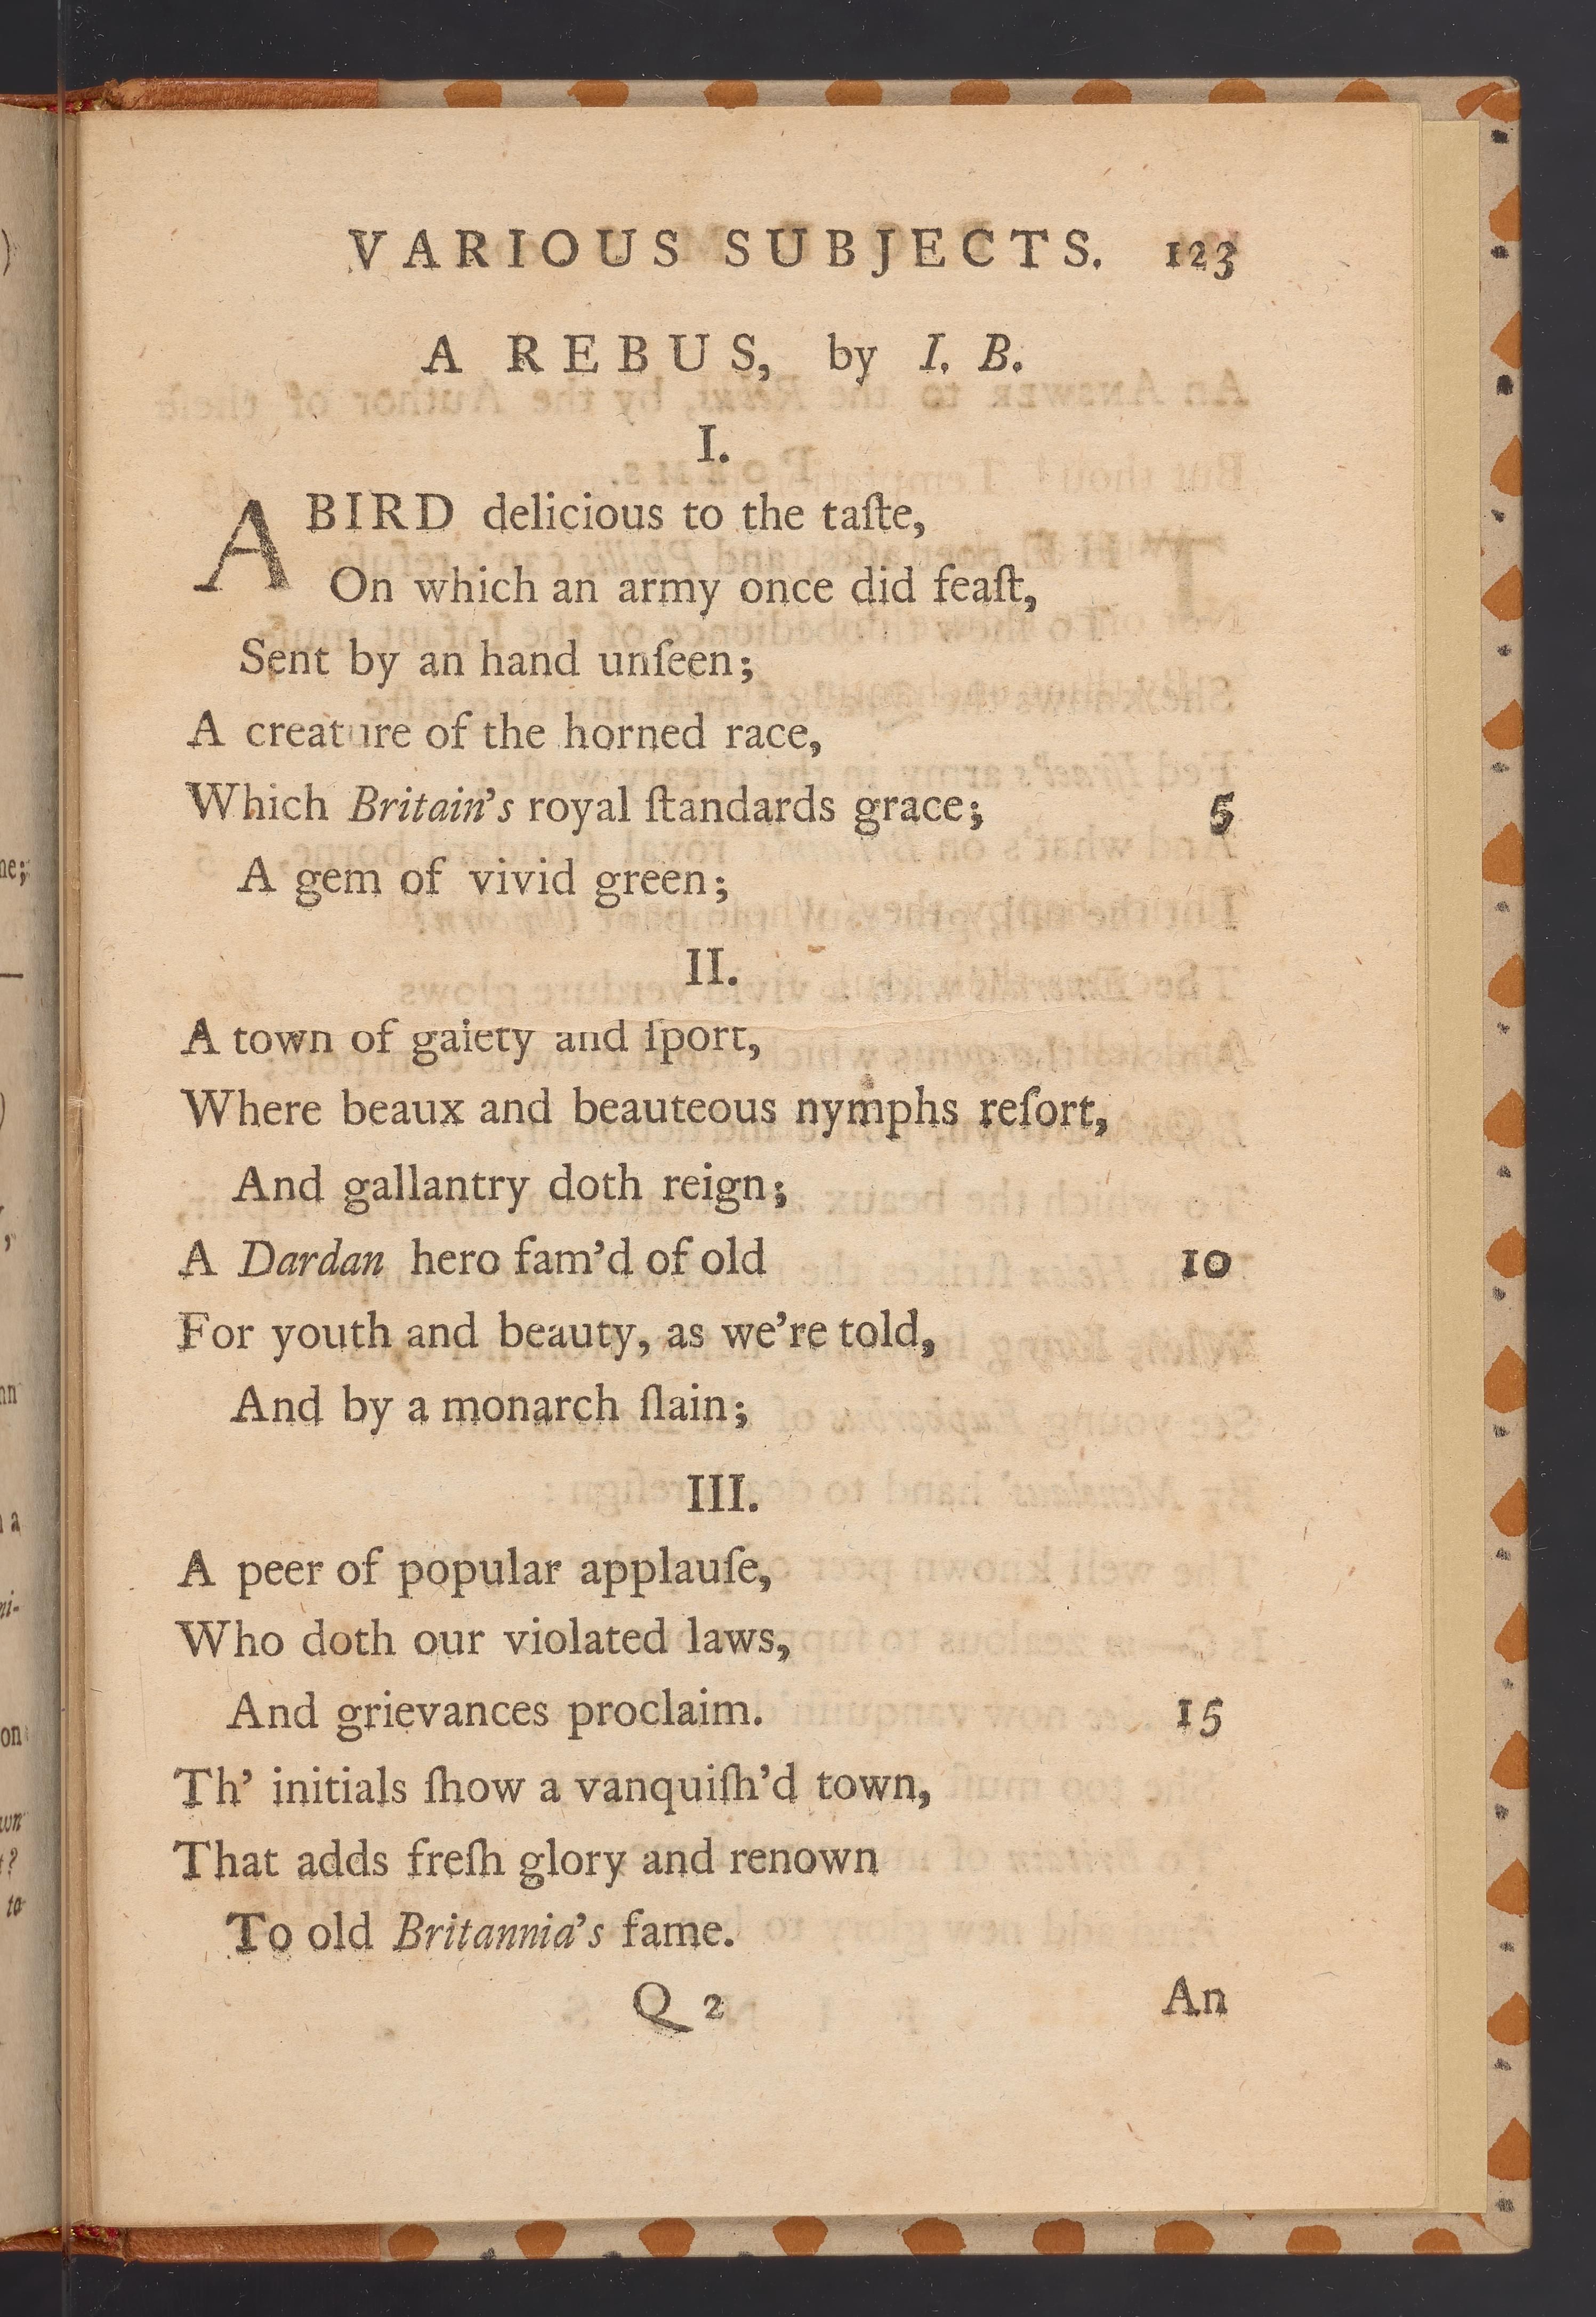 VARIOUS SUBJECTS. 123
A REBUS, by I. B.
I.
A BIRD delicious to the taſte,
On which an army once did feaſt,
Sent by an hand unſeen;
A creature of the horned race,
Which Britain's royal ſtandards grace; 5
A gem of vivid green;
II.
A town of gaiety and ſport,
Where beaux and beauteous nymphs reſort,
And gallantry doth reign;
A Dardan hero fam'd of old 10
For youth and beauty, as we're told,
And by a monarch ſlain;
III.
A peer of popular applauſe,
Who doth our violated laws,
And grievances proclaim. 15
Th' initials ſhow a vanquiſh'd town,
That adds freſh glory and renown
To old Britannia's fame.
Q 2 An